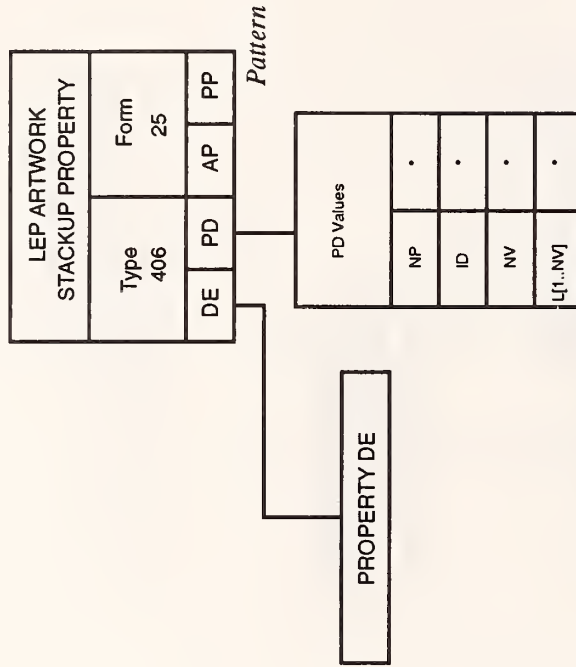 LEP ARTWORK
STACKUP PROPERTY
Type
406
Form
25
DE
PD
AP
PP
Pattern
PROPERTY DE
PD Values
NP •
ID •
NV •
L[1..NV] •